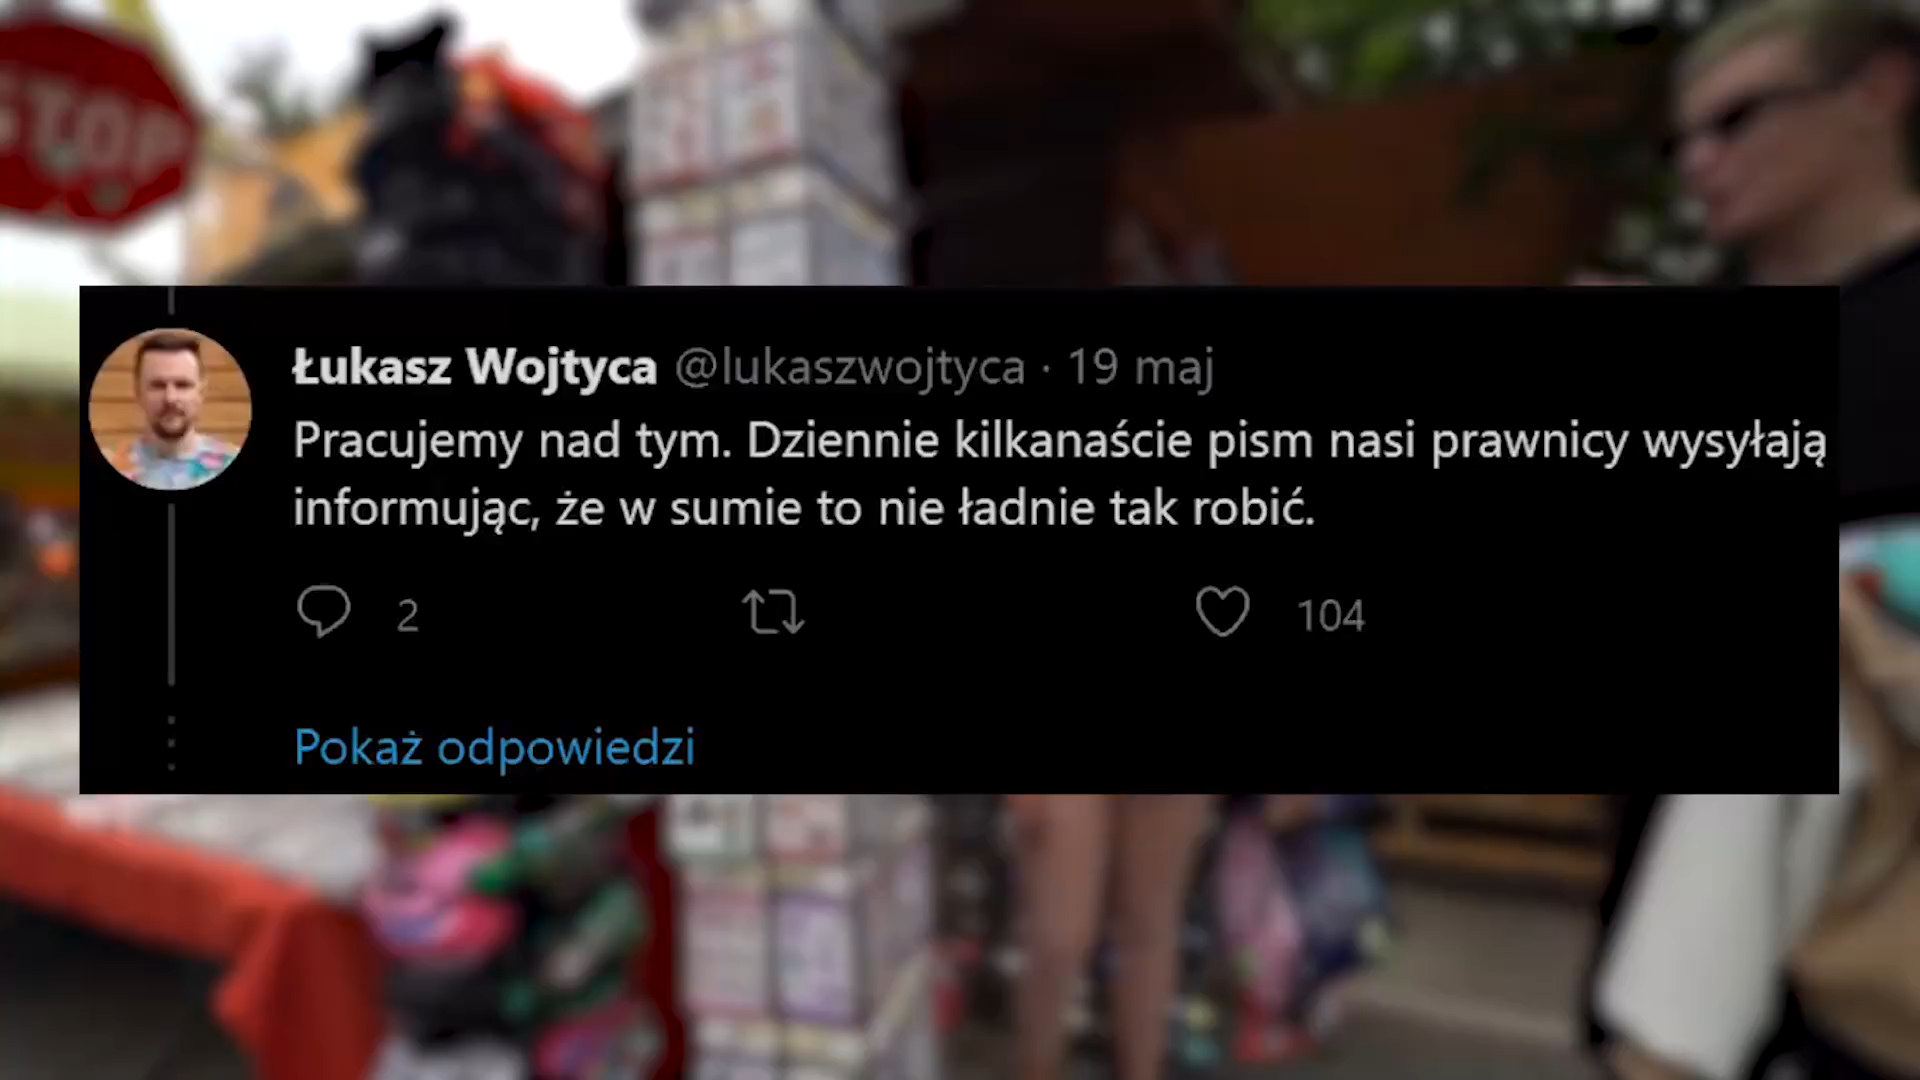 STOP
Łukasz Wojtyca @lukaszwojtyca · 19 maj
Pracujemy nad tym. Dziennie kilkanaście pism nasi prawnicy wysyłają
informując, że w sumie to nie ładnie tak robić.
2 104
Pokaż odpowiedzi